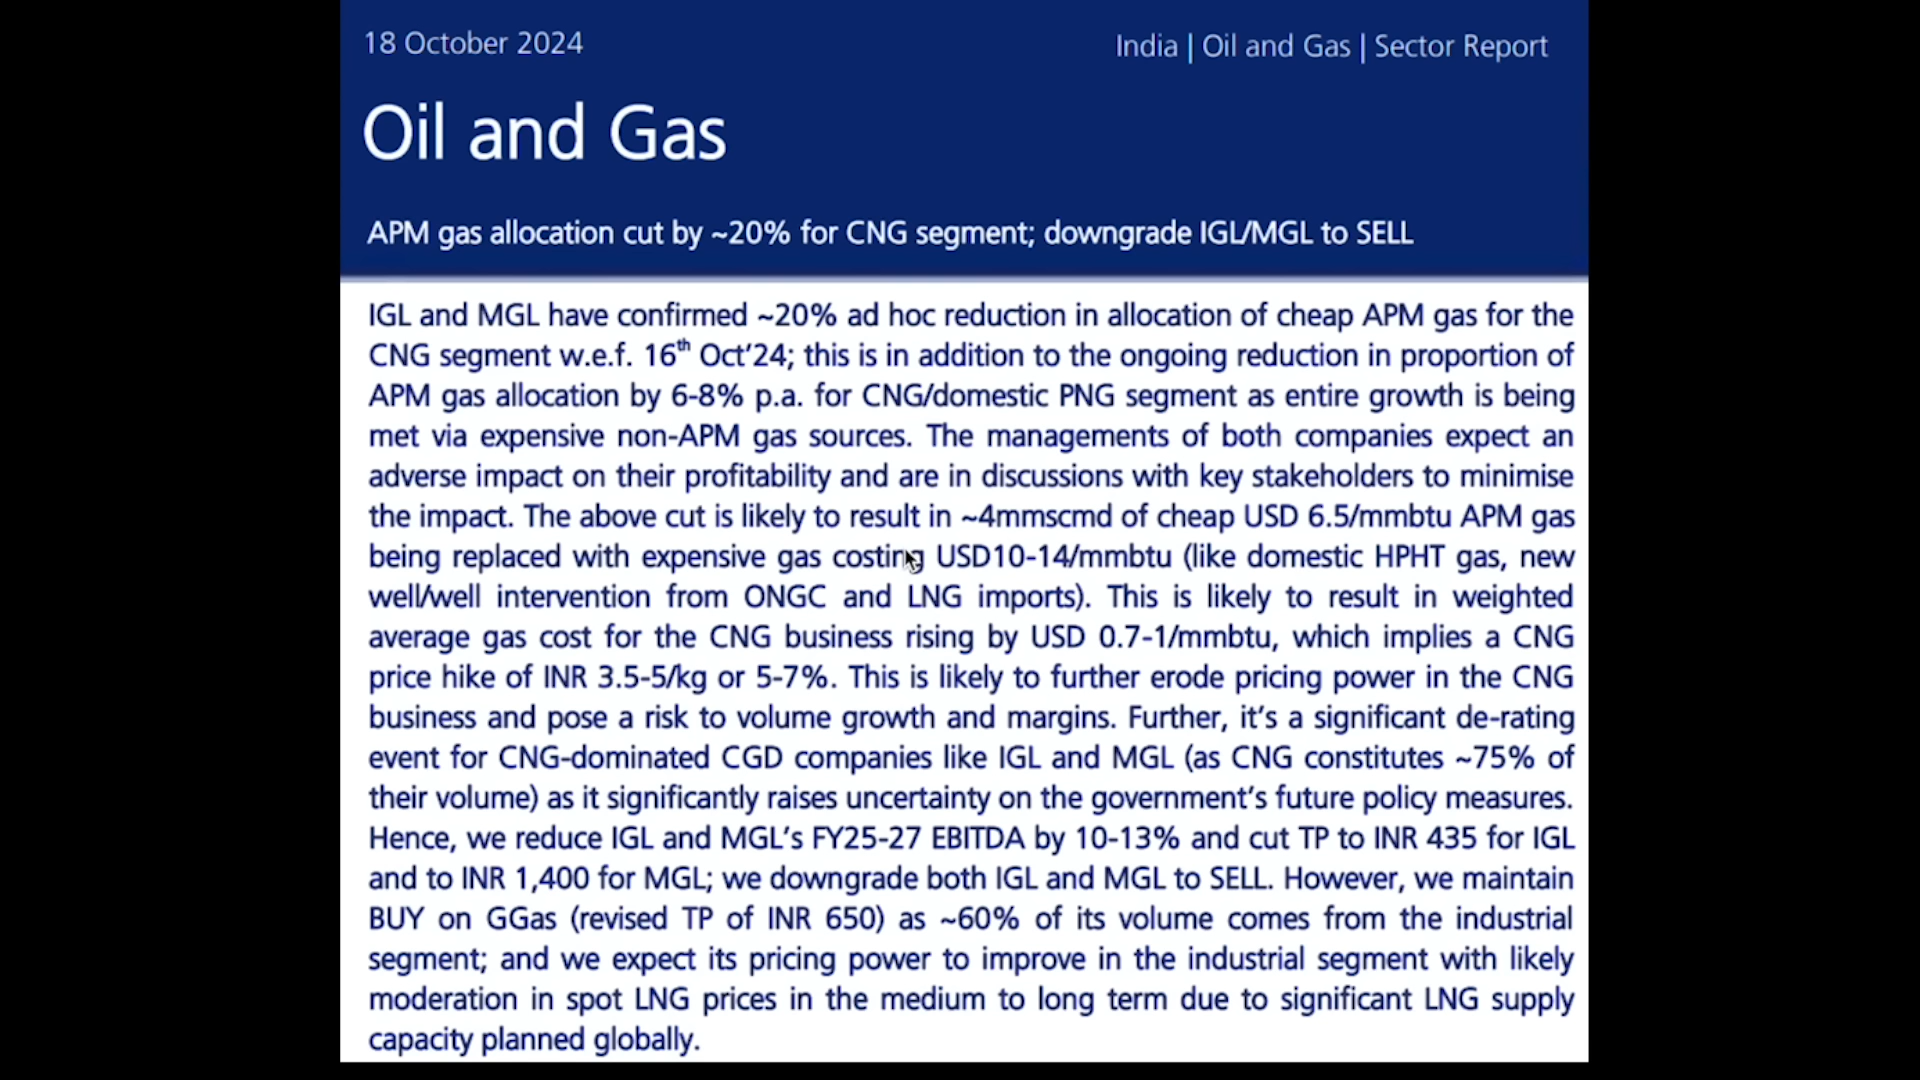 18 October 2024
India | Oil and Gas | Sector Report
Oil and Gas
APM gas allocation cut by ~20% for CNG segment; downgrade IGL/MGL to SELL
IGL and MGL have confirmed ~20% ad hoc reduction in allocation of cheap APM gas for the
CNG segment w.e.f. 16th Oct'24; this is in addition to the ongoing reduction in proportion of
APM gas allocation by 6-8% p.a. for CNG/domestic PNG segment as entire growth is being
met via expensive non-APM gas sources. The managements of both companies expect an
adverse impact on their profitability and are in discussions with key stakeholders to minimise
the impact. The above cut is likely to result in ~4mmscmd of cheap USD 6.5/mmbtu APM gas
being replaced with expensive gas costing USD10-14/mmbtu (like domestic HPHT gas, new
well/well intervention from ONGC and LNG imports). This is likely to result in weighted
average gas cost for the CNG business rising by USD 0.7-1/mmbtu, which implies a CNG
price hike of INR 3.5-5/kg or 5-7%. This is likely to further erode pricing power in the CNG
business and pose a risk to volume growth and margins. Further, it's a significant de-rating
event for CNG-dominated CGD companies like IGL and MGL (as CNG constitutes ~75% of
their volume) as it significantly raises uncertainty on the government's future policy measures.
Hence, we reduce IGL and MGL's FY25-27 EBITDA by 10-13% and cut TP to INR 435 for IGL
and to INR 1,400 for MGL; we downgrade both IGL and MGL to SELL. However, we maintain
BUY on GGas (revised TP of INR 650) as ~60% of its volume comes from the industrial
segment; and we expect its pricing power to improve in the industrial segment with likely
moderation in spot LNG prices in the medium to long term due to significant LNG supply
capacity planned globally.